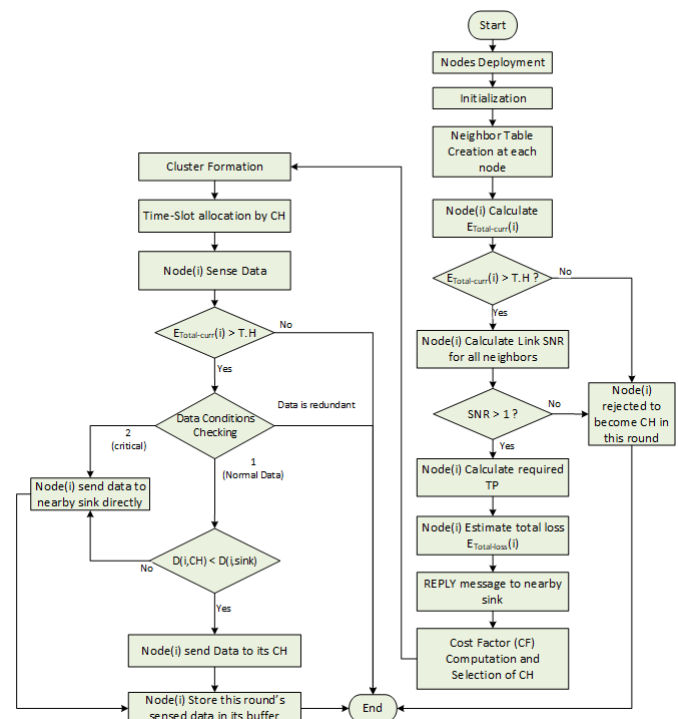 Start
Nodes Deployment
Initialization
Neighbor Table
Creation at each
node
Node(i) Calculate
ETotal-curr(i)
ETotal-curr(i) > T.H ?
No
Yes
Node(i) Calculate Link SNR
for all neighbors
SNR > 1 ?
No
Yes
Node(i)
rejected to
become CH in
this round
Node(i) Calculate required
TP
Node(i) Estimate total loss
ETotal-loss(i)
REPLY message to nearby
sink
Cost Factor (CF)
Computation and
Selection of CH
Cluster Formation
Time-Slot allocation by CH
Node(i) Sense Data
ETotal-curr(i) > T.H
No
Yes
Data Conditions
Checking
Data is redundant
2
(critical)
1
(Normal Data)
Node(i) send data to
nearby sink directly
D(i,CH) < D(i,sink)
No
Yes
Node(i) send Data to its CH
Node(i) Store this round's
sensed data in its buffer
End